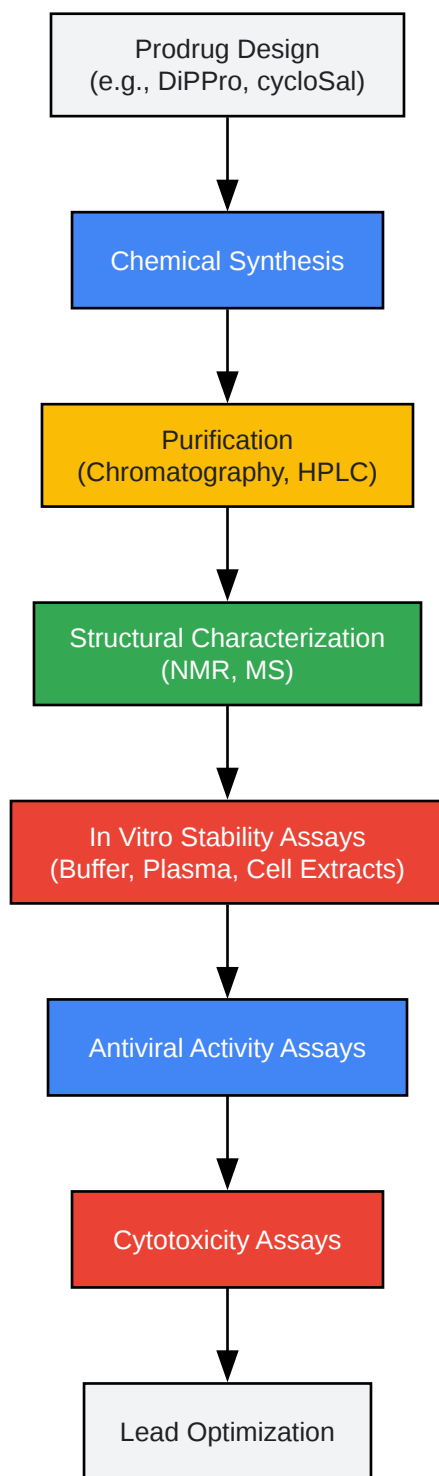 Prodrug Design
(e.g., DiPPro, cycloSal)
Chemical Synthesis
Purification
(Chromatography, HPLC)
Structural Characterization
(NMR, MS)
In Vitro Stability Assays
(Buffer, Plasma, Cell Extracts)
Antiviral Activity Assays
Cytotoxicity Assays
Lead Optimization